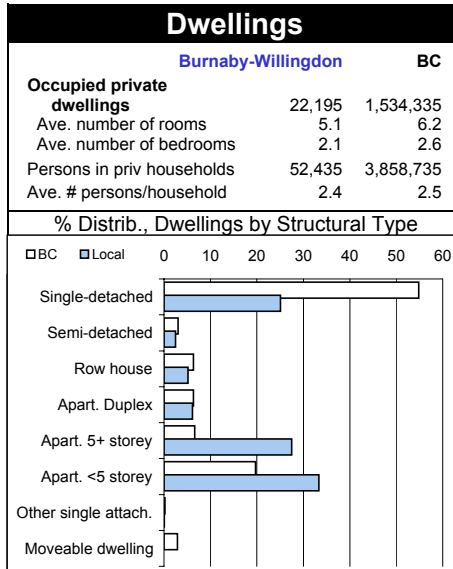 Dwellings
Burnaby-Willingdon BC
Occupied private
dwellings 22,195 1,534,335
Ave. number of rooms 5.1 6.2
Ave. number of bedrooms 2.1 2.6
Persons in priv households 52,435 3,858,735
Ave. # persons/household 2.4 2.5
% Distrib., Dwellings by Structural Type
BC Local 0 10 20 30 40 50 60
Single-detached
Semi-detached
Row house
Apart. Duplex
Apart. 5+ storey
Apart. <5 storey
Other single attach.
Moveable dwelling